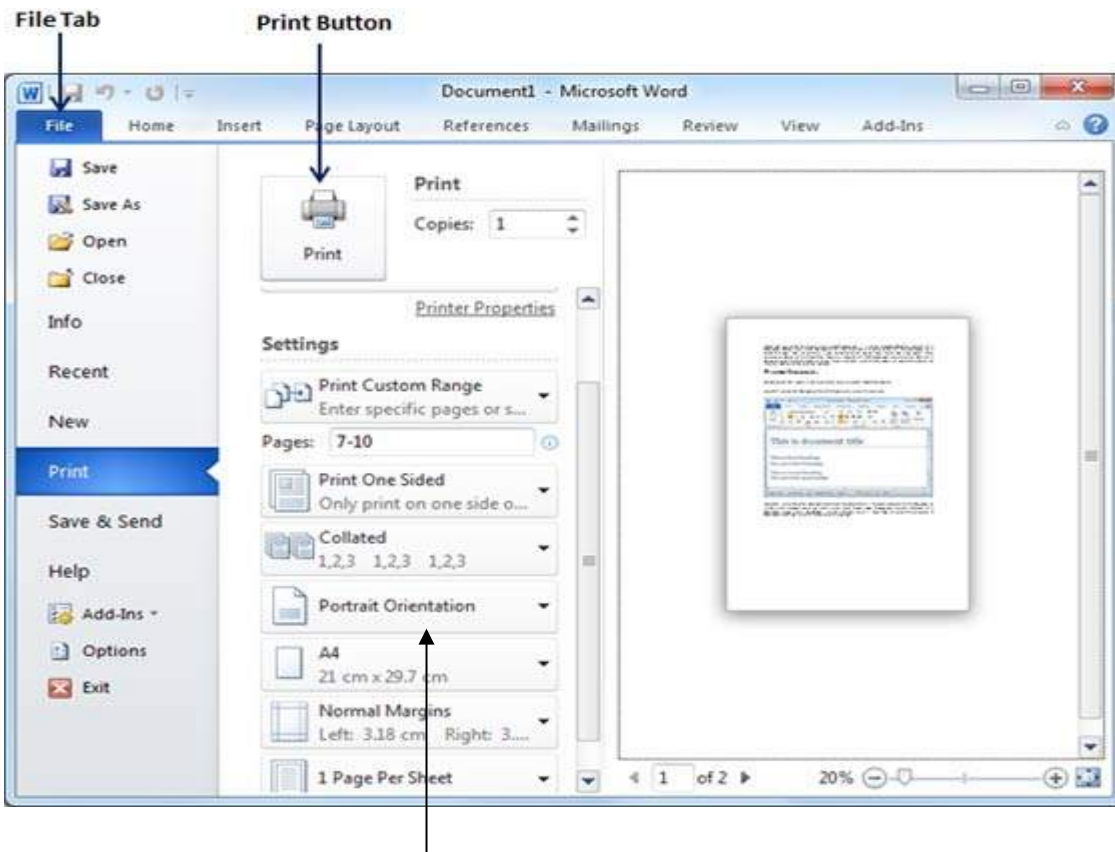 File Tab
Print Button
Document1 - Microsoft Word
File Home Insert Page Layout References Mailings Review View Add-Ins
Save
Save As
Open
Close
Info
Recent
New
Print
Save & Send
Help
Add-Ins
Options
Exit
Print
Print
Copies: 1
Printer Properties
Settings
Print Custom Range
Enter specific pages or s...
Pages: 7-10
Print One Sided
Only print on one side o...
Collated
1,2,3 1,2,3 1,2,3
Portrait Orientation
A4
21 cm x 29.7 cm
Normal Margins
Left: 3.18 cm Right: 3....
1 Page Per Sheet
This is document title
1 of 2
20%